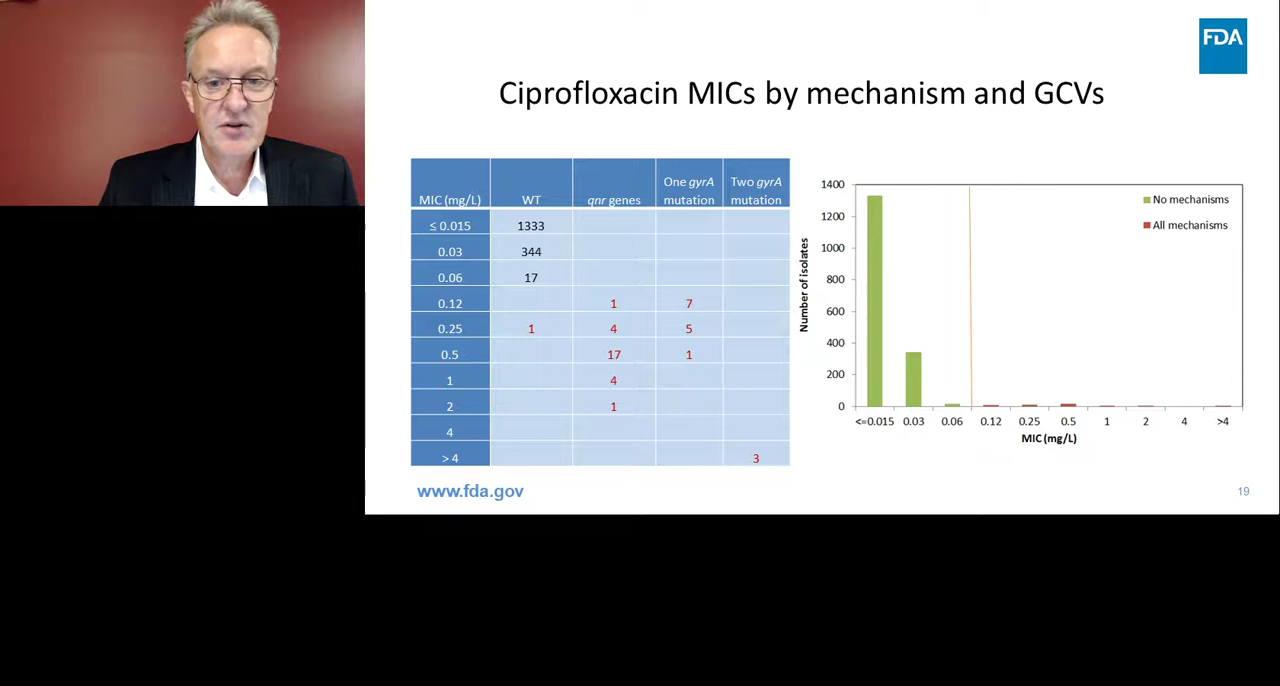 FDA
Ciprofloxacin MICs by mechanism and GCVs
MIC (mg/L) WT qnr genes One gyrA mutation Two gyrA mutation
≤ 0.015 1333
0.03 344
0.06 17
0.12 1 7
0.25 1 4 5
0.5 17 1
1 4
2 1
4
> 4 3
Number of isolates
1400
1200
1000
800
600
400
200
0
<=0.015 0.03 0.06 0.12 0.25 0.5 1 2 4 >4
MIC (mg/L)
No mechanisms
All mechanisms
www.fda.gov
19